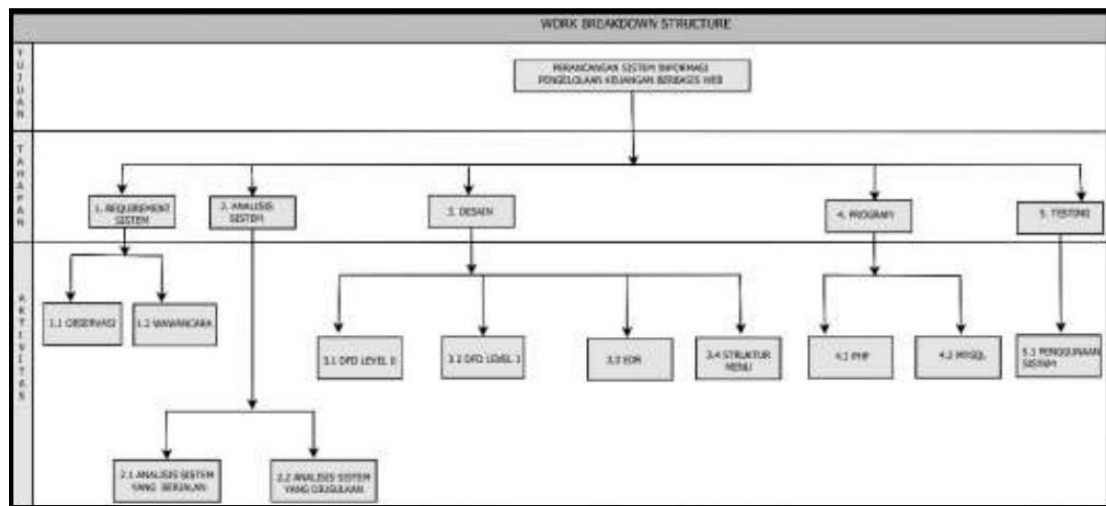 WORK BREAKDOWN STRUCTURE
TUJUAN
PERANCANGAN SISTEM INFORMASI
PENGELOLAAN KEUANGAN BERBASIS WEB
TAHAPAN
1. REQUIREMENT
SISTEM
2. ANALISIS
SISTEM
3. DESAIN
4. PROGRAM
5. TESTING
AKTIVITAS
1.1 OBSERVASI
1.2 WAWANCARA
2.1 ANALISIS SISTEM
YANG BERJALAN
2.2 ANALISIS SISTEM
YANG DIUSULKAN
3.1 DFD LEVEL 0
3.2 DFD LEVEL 1
3.3 EDR
3.4 STRUKTUR
MENU
4.1 PHP
4.2 MYSQL
5.1 PENGGUNAAN
SISTEM